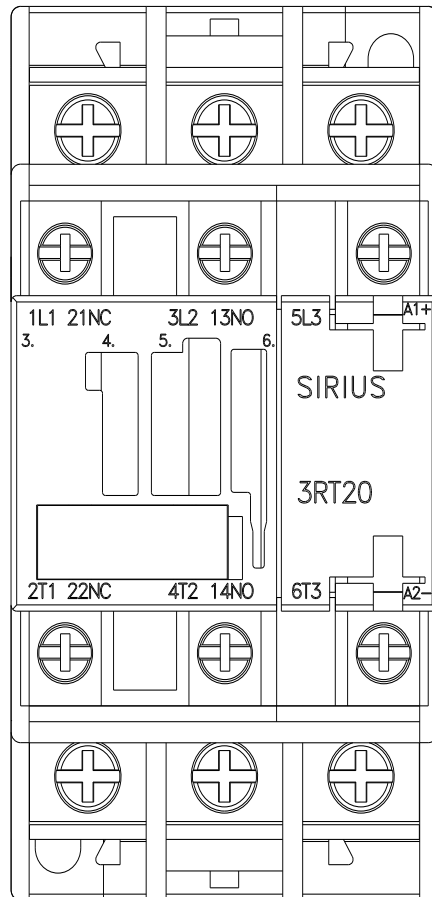 1L1 21NC 3L2 13NO 5L3 A1+
3. 4. 5. 6.
SIRIUS
3RT20
2T1 22NC 4T2 14NO 6T3 A2-